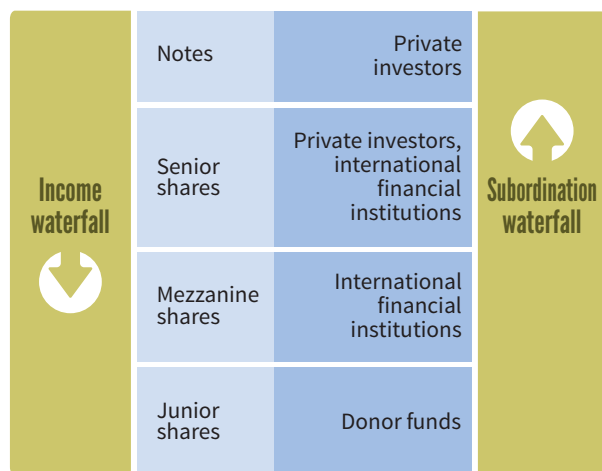 Notes
Private
investors
Senior
shares
Private investors,
international
financial
institutions
Income
waterfall
Subordination
waterfall
Mezzanine
shares
International
financial
institutions
Junior
shares
Donor funds